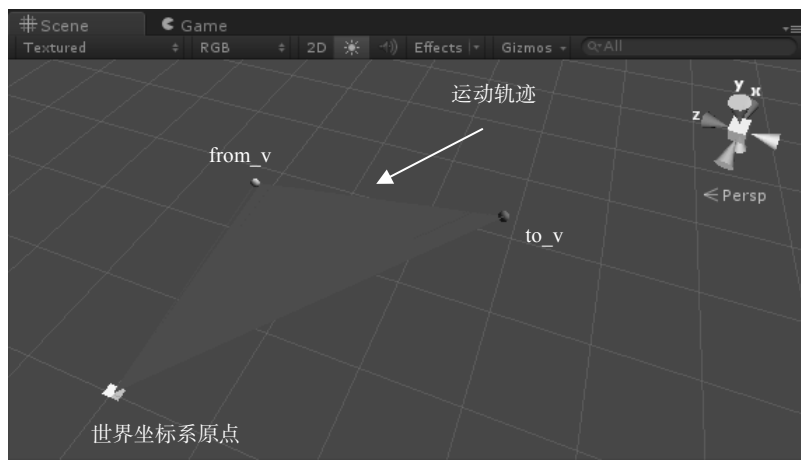 Scene Game
Textured RGB 2D Effects Gizmos All
运动轨迹
y x
z
from_v
Persp
to_v
世界坐标系原点